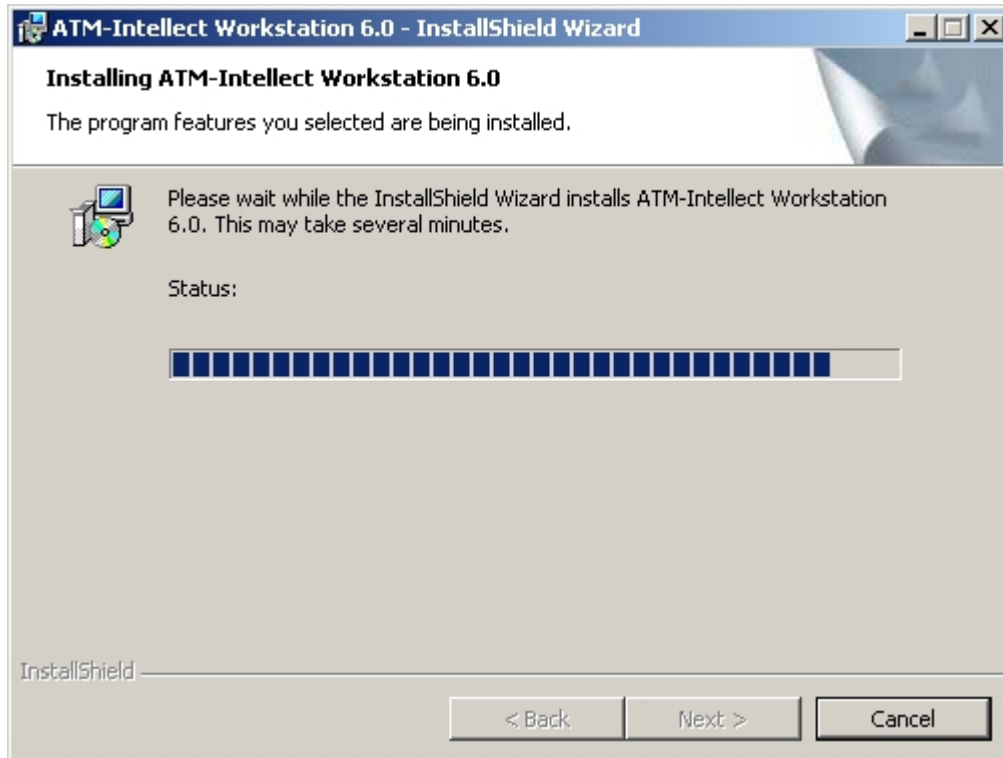 ATM-Intellect Workstation 6.0 - InstallShield Wizard
Installing ATM-Intellect Workstation 6.0
The program features you selected are being installed.
Please wait while the InstallShield Wizard installs ATM-Intellect Workstation
6.0. This may take several minutes.
Status:
InstallShield
< Back
Next >
Cancel